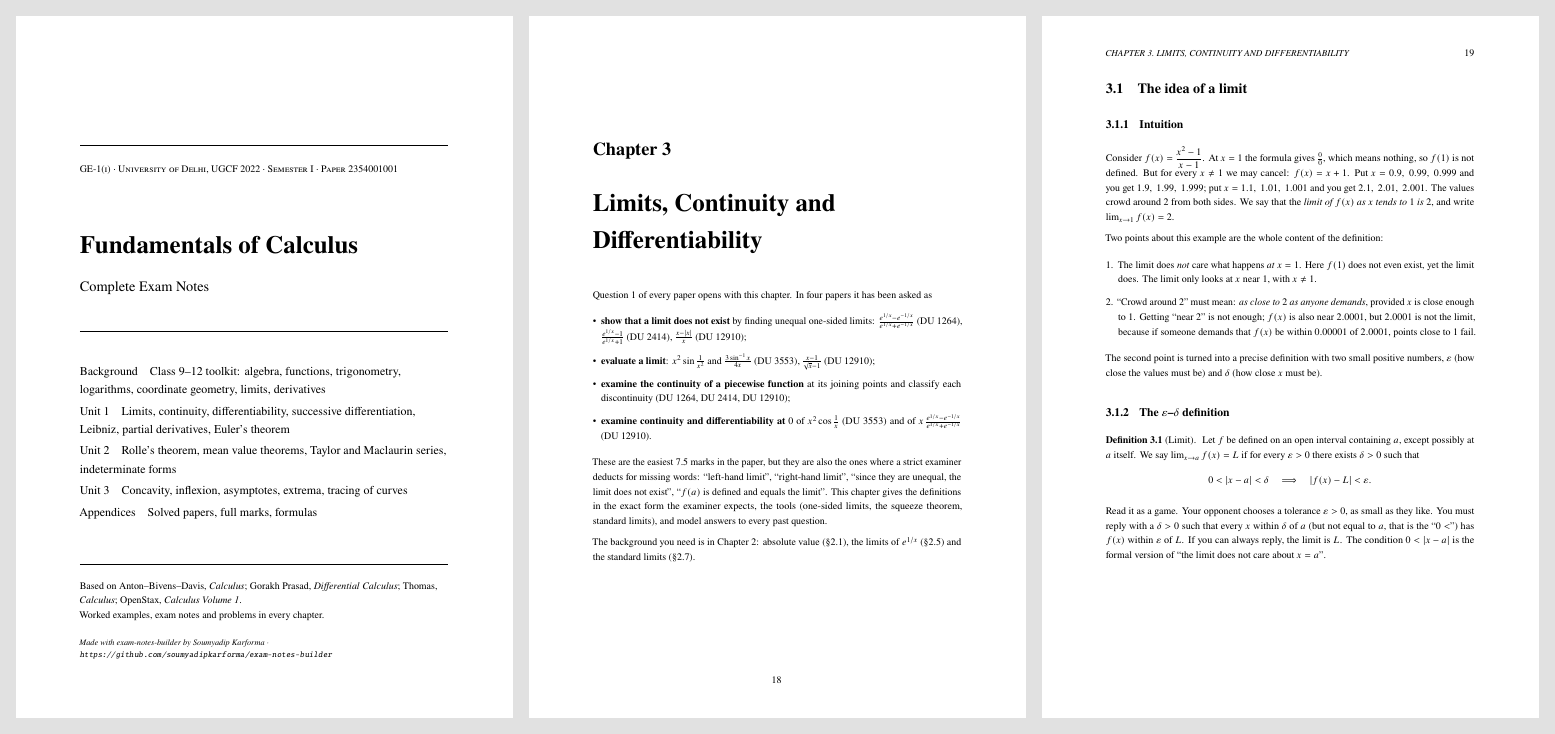 GE-1(I) · UNIVERSITY OF DELHI, UGCF 2022 · SEMESTER I · PAPER 2354001001
Fundamentals of Calculus
Complete Exam Notes
Background Class 9–12 toolkit: algebra, functions, trigonometry,
logarithms, coordinate geometry, limits, derivatives
Unit 1 Limits, continuity, differentiability, successive differentiation,
Leibniz, partial derivatives, Euler's theorem
Unit 2 Rolle's theorem, mean value theorems, Taylor and Maclaurin series,
indeterminate forms
Unit 3 Concavity, inflexion, asymptotes, extrema, tracing of curves
Appendices Solved papers, full marks, formulas
Based on Anton–Bivens–Davis, Calculus; Gorakh Prasad, Differential Calculus; Thomas,
Calculus; OpenStax, Calculus Volume 1.
Worked examples, exam notes and problems in every chapter.
Made with exam-notes-builder by Soumyadip Karforma ·
https://github.com/soumyadipkarforma/exam-notes-builder
Chapter 3
Limits, Continuity and
Differentiability
Question 1 of every paper opens with this chapter. In four papers it has been asked as
• show that a limit does not exist by finding unequal one-sided limits: (e^{1/x}−e^{−1/x})/(e^{1/x}+e^{−1/x}) (DU 1264),
(e^{1/x}−1)/(e^{1/x}+1) (DU 2414), (x−|x|)/x (DU 12910);
• evaluate a limit: x² sin 1/x² and (3 sin⁻¹ x)/4x (DU 3553), (x−1)/(√x−1) (DU 12910);
• examine the continuity of a piecewise function at its joining points and classify each
discontinuity (DU 1264, DU 2414, DU 12910);
• examine continuity and differentiability at 0 of x² cos 1/x (DU 3553) and of x (e^{1/x}−e^{−1/x})/(e^{1/x}+e^{−1/x})
(DU 12910).
These are the easiest 7.5 marks in the paper, but they are also the ones where a strict examiner
deducts for missing words: “left-hand limit”, “right-hand limit”, “since they are unequal, the
limit does not exist”, “f(a) is defined and equals the limit”. This chapter gives the definitions
in the exact form the examiner expects, the tools (one-sided limits, the squeeze theorem,
standard limits), and model answers to every past question.
The background you need is in Chapter 2: absolute value (§2.1), the limits of e^{1/x} (§2.5) and
the standard limits (§2.7).
18
CHAPTER 3. LIMITS, CONTINUITY AND DIFFERENTIABILITY 19
3.1 The idea of a limit
3.1.1 Intuition
Consider f(x) = (x² − 1)/(x − 1). At x = 1 the formula gives 0/0, which means nothing, so f(1) is not
defined. But for every x ≠ 1 we may cancel: f(x) = x + 1. Put x = 0.9, 0.99, 0.999 and
you get 1.9, 1.99, 1.999; put x = 1.1, 1.01, 1.001 and you get 2.1, 2.01, 2.001. The values
crowd around 2 from both sides. We say that the limit of f(x) as x tends to 1 is 2, and write
lim_{x→1} f(x) = 2.
Two points about this example are the whole content of the definition:
1. The limit does not care what happens at x = 1. Here f(1) does not even exist, yet the limit
does. The limit only looks at x near 1, with x ≠ 1.
2. “Crowd around 2” must mean: as close to 2 as anyone demands, provided x is close enough
to 1. Getting “near 2” is not enough; f(x) is also near 2.0001, but 2.0001 is not the limit,
because if someone demands that f(x) be within 0.00001 of 2.0001, points close to 1 fail.
The second point is turned into a precise definition with two small positive numbers, ε (how
close the values must be) and δ (how close x must be).
3.1.2 The ε–δ definition
Definition 3.1 (Limit). Let f be defined on an open interval containing a, except possibly at
a itself. We say lim_{x→a} f(x) = L if for every ε > 0 there exists δ > 0 such that
0 < |x − a| < δ ⟹ |f(x) − L| < ε.
Read it as a game. Your opponent chooses a tolerance ε > 0, as small as they like. You must
reply with a δ > 0 such that every x within δ of a (but not equal to a, that is the “0 <”) has
f(x) within ε of L. If you can always reply, the limit is L. The condition 0 < |x − a| is the
formal version of “the limit does not care about x = a”.